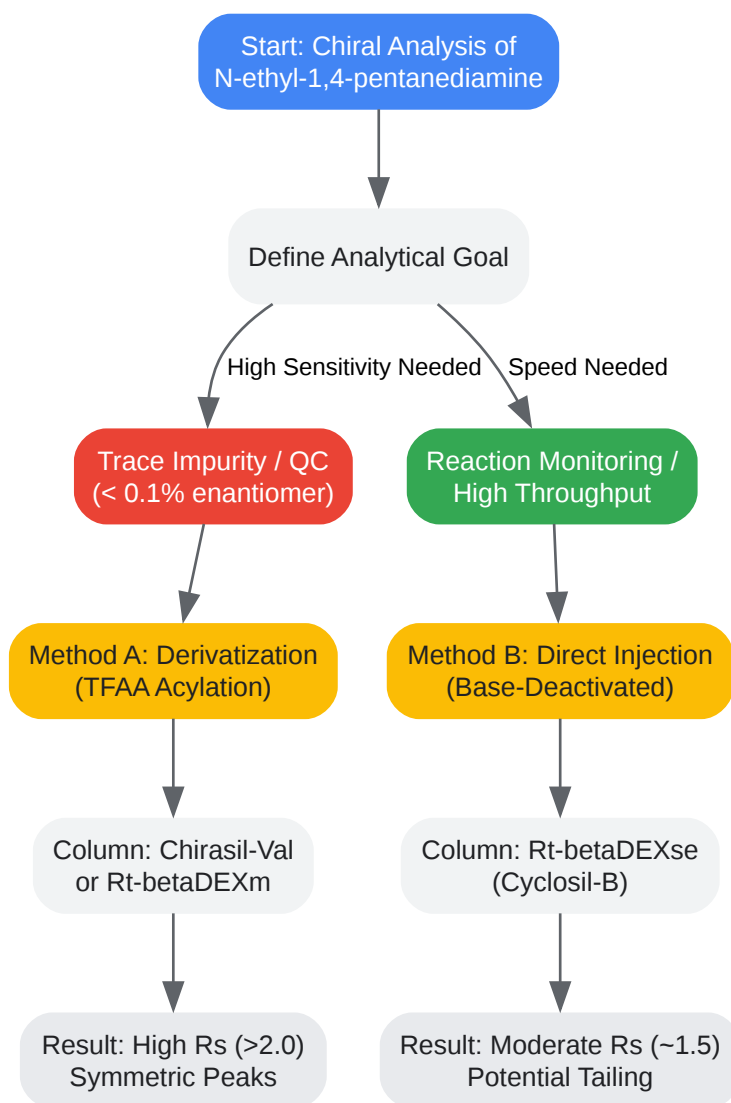 Start: Chiral Analysis of
N-ethyl-1,4-pentanediamine
Define Analytical Goal
High Sensitivity Needed
Speed Needed
Trace Impurity / QC
(< 0.1% enantiomer)
Reaction Monitoring /
High Throughput
Method A: Derivatization
(TFAA Acylation)
Method B: Direct Injection
(Base-Deactivated)
Column: Chirasil-Val
or Rt-betaDEXm
Column: Rt-betaDEXse
(Cyclosil-B)
Result: High Rs (>2.0)
Symmetric Peaks
Result: Moderate Rs (~1.5)
Potential Tailing